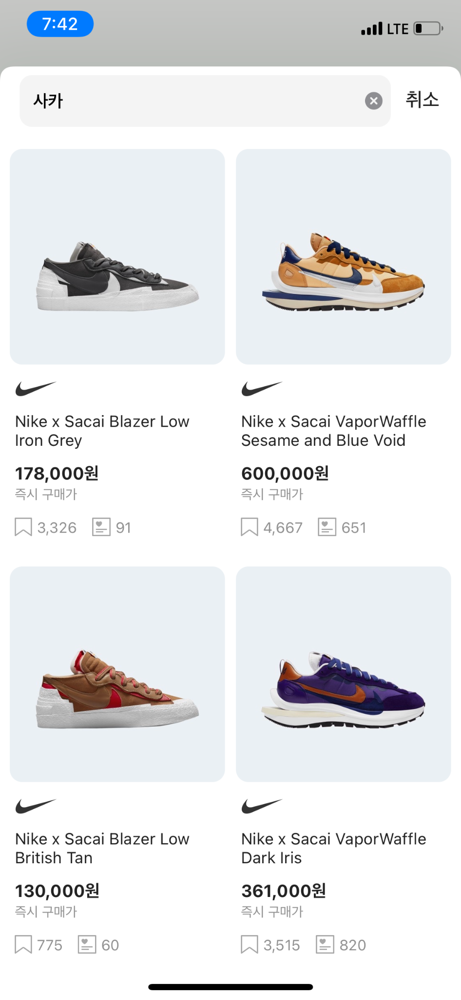 7:42
LTE
사카
취소
Nike x Sacai Blazer Low
Iron Grey
178,000원
즉시 구매가
3,326
91
Nike x Sacai VaporWaffle
Sesame and Blue Void
600,000원
즉시 구매가
4,667
651
Nike x Sacai Blazer Low
British Tan
130,000원
즉시 구매가
775
60
Nike x Sacai VaporWaffle
Dark Iris
361,000원
즉시 구매가
3,515
820